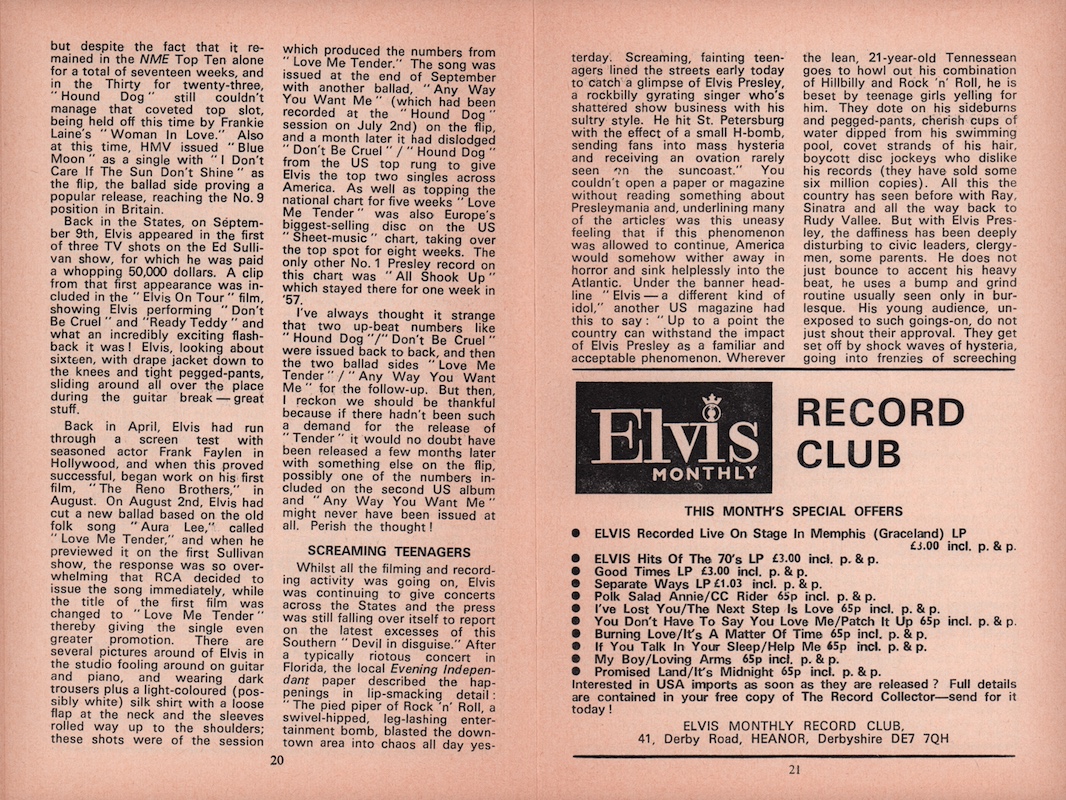 but despite the fact that it re-
mained in the NME Top Ten alone
for a total of seventeen weeks, and
in the Thirty for twenty-three,
"Hound Dog" still couldn't
manage that coveted top slot,
being held off this time by Frankie
Laine's "Woman In Love." Also
at this time, HMV issued "Blue
Moon" as a single with "I Don't
Care If The Sun Don't Shine" as
the flip, the ballad side proving a
popular release, reaching the No. 9
position in Britain.
Back in the States, on Septem-
ber 9th, Elvis appeared in the first
of three TV shots on the Ed Sulli-
van show, for which he was paid
a whopping 50,000 dollars. A clip
from that first appearance was in-
cluded in the "Elvis On Tour" film,
showing Elvis performing "Don't
Be Cruel" and "Ready Teddy" and
what an incredibly exciting flash-
back it was! Elvis, looking about
sixteen, with drape jacket down to
the knees and tight pegged-pants,
sliding around all over the place
during the guitar break — great
stuff.
Back in April, Elvis had run
through a screen test with
seasoned actor Frank Faylen in
Hollywood, and when this proved
successful, began work on his first
film, "The Reno Brothers," in
August. On August 2nd, Elvis had
cut a new ballad based on the old
folk song "Aura Lee," called
"Love Me Tender," and when he
previewed it on the first Sullivan
show, the response was so over-
whelming that RCA decided to
issue the song immediately, while
the title of the first film was
changed to "Love Me Tender"
thereby giving the single even
greater promotion. There are
several pictures around of Elvis in
the studio fooling around on guitar
and piano, and wearing dark
trousers plus a light-coloured (pos-
sibly white) silk shirt with a loose
flap at the neck and the sleeves
rolled way up to the shoulders;
these shots were of the session
which produced the numbers from
"Love Me Tender." The song was
issued at the end of September
with another ballad, "Any Way
You Want Me" (which had been
recorded at the "Hound Dog"
session on July 2nd) on the flip,
and a month later it had dislodged
"Don't Be Cruel" / "Hound Dog
from the US top rung to give
Elvis the top two singles across
America. As well as topping the
national chart for five weeks "Love
Me Tender" was also Europe's
biggest-selling disc on the US
"Sheet-music" chart, taking over
the top spot for eight weeks. The
only other No. 1 Presley record on
this chart was "All Shook Up"
which stayed there for one week in
'57.
I've always thought it strange
that two up-beat numbers like
"Hound Dog"/"Don't Be Cruel"
were issued back to back, and then
the two ballad sides "Love Me
Tender" / "Any Way You Want
Me" for the follow-up. But then,
I reckon we should be thankful
because if there hadn't been such
a demand for the release of
"Tender" it would no doubt have
been released a few months later
with something else on the flip,
possibly one of the numbers in-
cluded on the second US album
and "Any Way You Want Me"
might never have been issued at
all. Perish the thought!
SCREAMING TEENAGERS
Whilst all the filming and record-
ing activity was going on, Elvis
was continuing to give concerts
across the States and the press
was still falling over itself to report
on the latest excesses of this
Southern "Devil in disguise." After
a typically riotous concert in
Florida, the local Evening Indepen-
dant paper described the hap-
penings in lip-smacking detail:
"The pied piper of Rock 'n' Roll, a
swivel-hipped, leg-lashing enter-
tainment bomb, blasted the down-
town area into chaos all day yes-
20
terday. Screaming, fainting teen-
agers lined the streets early today
to catch a glimpse of Elvis Presley,
a rockbilly gyrating singer who's
shattered show business with his
sultry style. He hit St. Petersburg
with the effect of a small H-bomb,
sending fans into mass hysteria
and receiving an ovation rarely
seen on the suncoast." You
couldn't open a paper or magazine
without reading something about
Presleymania and, underlining many
of the articles was this uneasy
feeling that if this phenomenon
was allowed to continue, America
would somehow wither away in
horror and sink helplessly into the
Atlantic. Under the banner head-
line "Elvis — a different kind of
idol," another US magazine had
this to say: "Up to a point the
country can withstand the impact
of Elvis Presley as a familiar and
acceptable phenomenon. Wherever
the lean, 21-year-old Tennessean
goes to howl out his combination
of Hillbilly and Rock 'n' Roll, he is
beset by teenage girls yelling for
him. They dote on his sideburns
and pegged-pants, cherish cups of
water dipped from his swimming
pool, covet strands of his hair,
boycott disc jockeys who dislike
his records (they have sold some
six million copies). All this the
country has seen before with Ray,
Sinatra and all the way back to
Rudy Vallee. But with Elvis Pres-
ley, the daffiness has been deeply
disturbing to civic leaders, clergy-
men, some parents. He does not
just bounce to accent his heavy
beat, he uses a bump and grind
routine usually seen only in bur-
lesque. His young audience, un-
exposed to such goings-on, do not
just shout their approval. They get
set off by shock waves of hysteria,
going into frenzies of screeching
Elvis
MONTHLY
RECORD
CLUB
THIS MONTH'S SPECIAL OFFERS
● ELVIS Recorded Live On Stage In Memphis (Graceland) LP
£3.00 incl. p. & p.
● ELVIS Hits Of The 70's LP £3.00 incl. p. & p.
● Good Times LP £3.00 incl. p. & p.
● Separate Ways LP £1.03 incl. p. & p.
● Polk Salad Annie/CC Rider 65p incl. p. & p.
● I've Lost You/The Next Step Is Love 65p incl. p. & p.
● You Don't Have To Say You Love Me/Patch It Up 65p incl. p. & p.
● Burning Love/It's A Matter Of Time 65p incl. p. & p.
● If You Talk In Your Sleep/Help Me 65p incl. p. & p.
● My Boy/Loving Arms 65p incl. p. & p.
● Promised Land/It's Midnight 65p incl. p. & p.
Interested in USA imports as soon as they are released? Full details
are contained in your free copy of The Record Collector—send for it
today!
ELVIS MONTHLY RECORD CLUB,
41, Derby Road, HEANOR, Derbyshire DE7 7QH
21